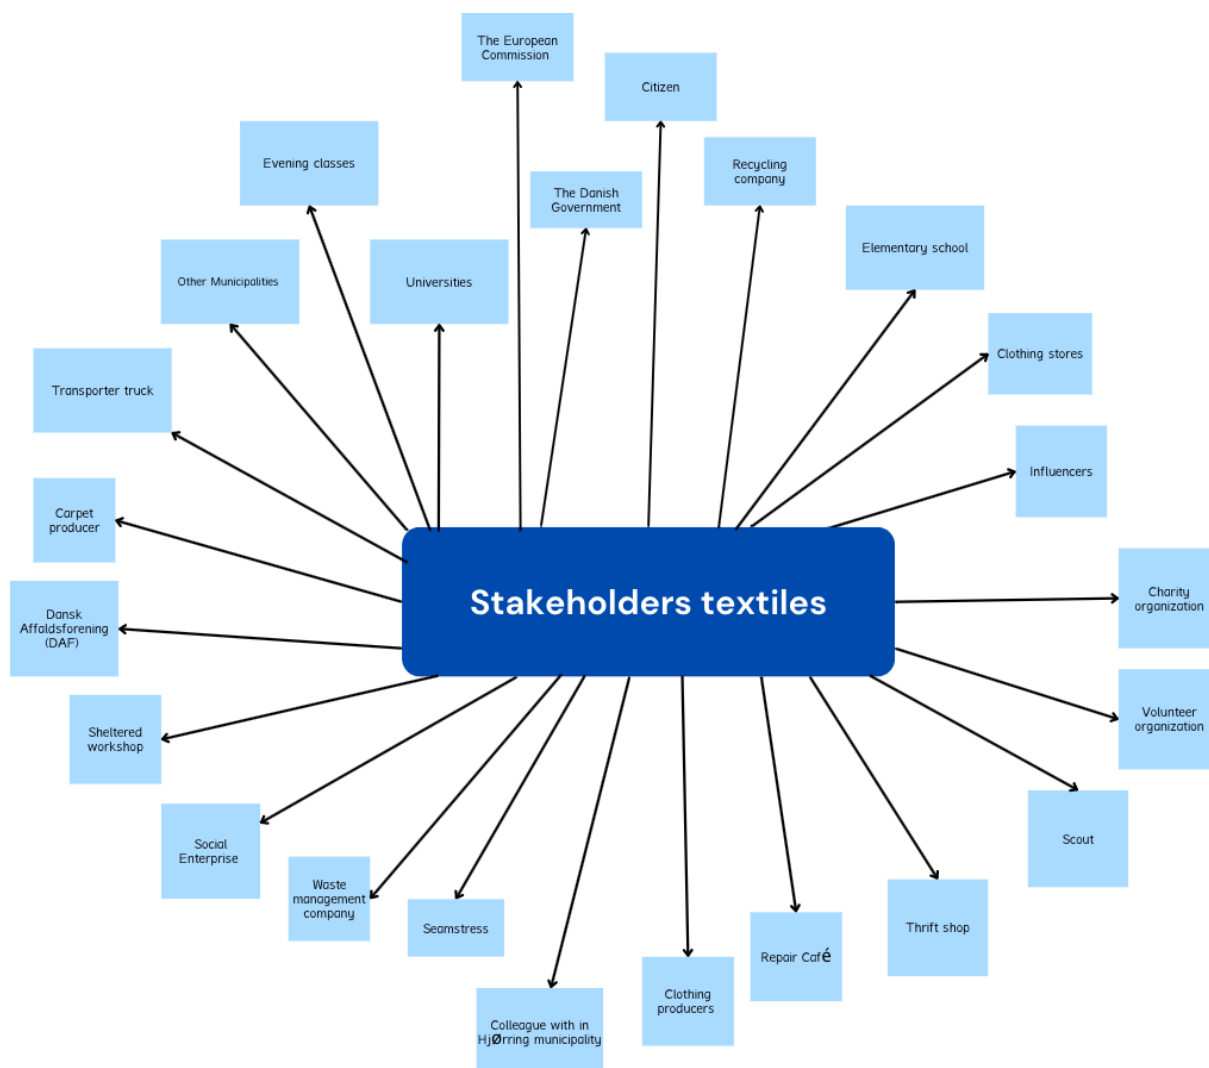 The European
Commission
Citizen
Evening classes
Recycling
company
The Danish
Government
Elementary school
Other Municipalities
Universities
Clothing stores
Transporter truck
Influencers
Carpet
producer
Stakeholders textiles
Charity
organization
Dansk
Affaldsforening
(DAF)
Volunteer
organization
Sheltered
workshop
Social
Enterprise
Scout
Waste
management
company
Seamstress
Thrift shop
Repair Café
Clothing
producers
Colleague with in
HjØrring municipality